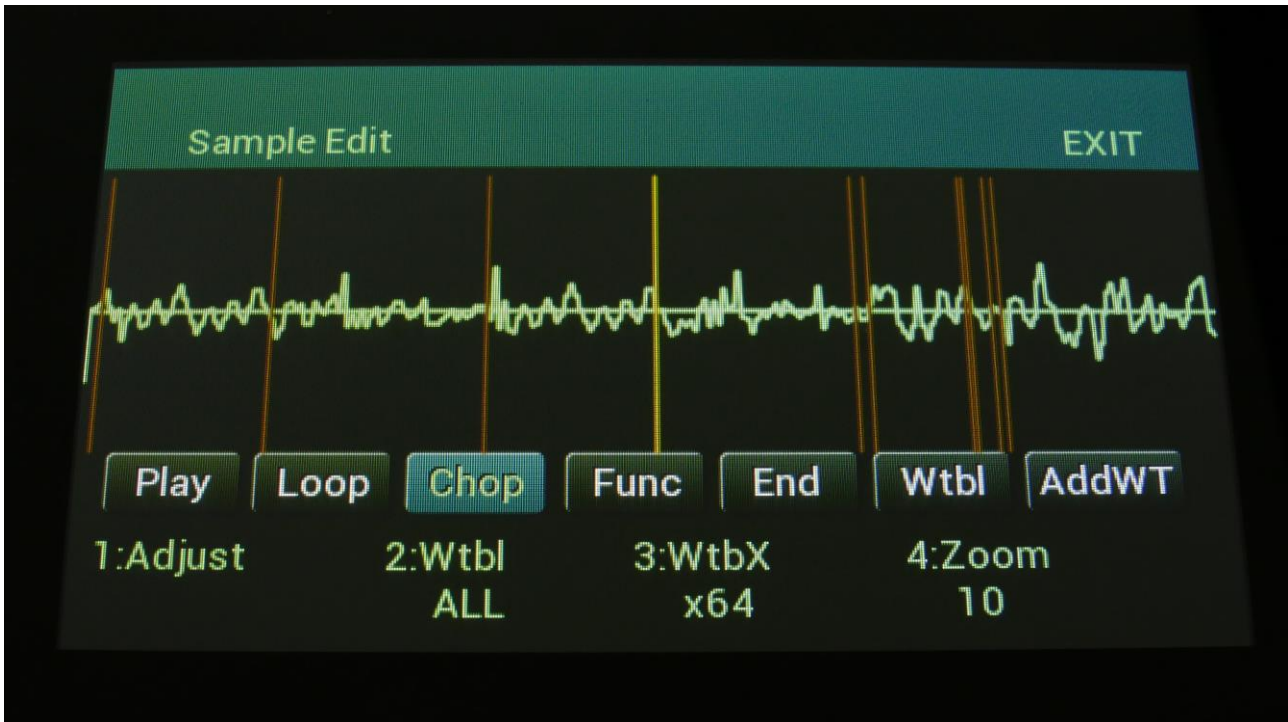 Sample Edit EXIT
Play Loop Chop Func End Wtbl AddWT
1:Adjust 2:Wtbl 3:WtbX 4:Zoom
ALL x64 10